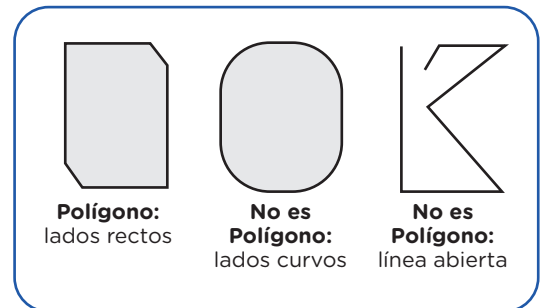 Polígono:
lados rectos
No es
Polígono:
lados curvos
No es
Polígono:
línea abierta